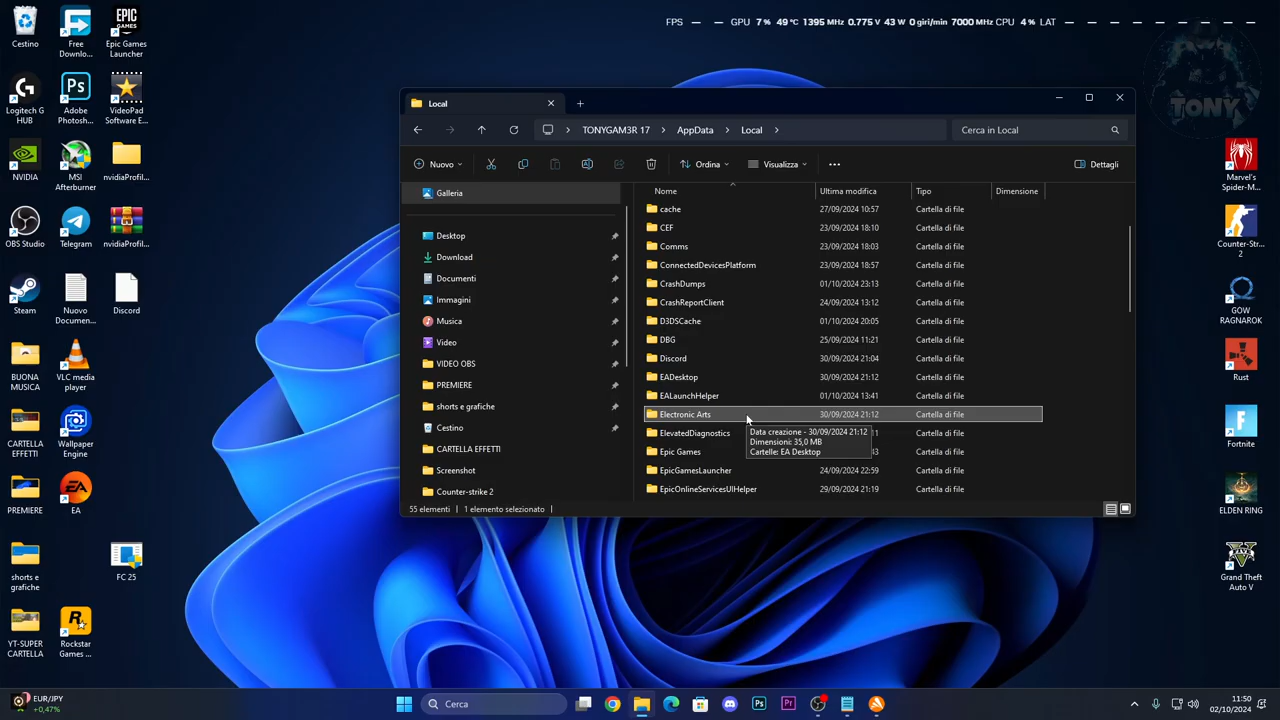 FPS — — GPU 7 % 49 °C 1395 MHz 0.775 V 43 W 0 giri/min 7000 MHz CPU 4 % LAT — — — — — — — —
TONY
Cestino
Free
Downlo...
Epic Games
Launcher
Logitech G
HUB
Adobe
Photosh...
VideoPad
Software E...
NVIDIA
MSI
Afterburner
nvidiaProfil...
OBS Studio
Telegram
nvidiaProfil...
Steam
Nuovo
Documen...
Discord
BUONA
MUSICA
VLC media
player
CARTELLA
EFFETTI
Wallpaper
Engine
PREMIERE
EA
shorts e
grafiche
FC 25
YT-SUPER
CARTELLA
Rockstar
Games ...
Local
TONYGAM3R 17 > AppData > Local >
Cerca in Local
Nuovo
Ordina
Visualizza
Dettagli
Galleria
Desktop
Download
Documenti
Immagini
Musica
Video
VIDEO OBS
PREMIERE
shorts e grafiche
Cestino
CARTELLA EFFETTI
Screenshot
Counter-strike 2
Nome Ultima modifica Tipo Dimensione
cache 27/09/2024 10:57 Cartella di file
CEF 23/09/2024 18:10 Cartella di file
Comms 23/09/2024 18:03 Cartella di file
ConnectedDevicesPlatform 23/09/2024 18:57 Cartella di file
CrashDumps 01/10/2024 23:13 Cartella di file
CrashReportClient 24/09/2024 13:12 Cartella di file
D3DSCache 01/10/2024 20:05 Cartella di file
DBG 25/09/2024 11:21 Cartella di file
Discord 30/09/2024 21:04 Cartella di file
EADesktop 30/09/2024 21:12 Cartella di file
EALaunchHelper 01/10/2024 13:41 Cartella di file
Electronic Arts 30/09/2024 21:12 Cartella di file
ElevatedDiagnostics 11 Cartella di file
Epic Games 43 Cartella di file
EpicGamesLauncher 24/09/2024 22:59 Cartella di file
EpicOnlineServicesUIHelper 29/09/2024 21:19 Cartella di file
Data creazione - 30/09/2024 21:12
Dimensioni: 35,0 MB
Cartelle: EA Desktop
55 elementi 1 elemento selezionato
Marvel's
Spider-M...
Counter-Str...
2
GOW
RAGNAROK
Rust
Fortnite
ELDEN RING
Grand Theft
Auto V
EUR/JPY
+0,47%
Cerca
11:50
02/10/2024